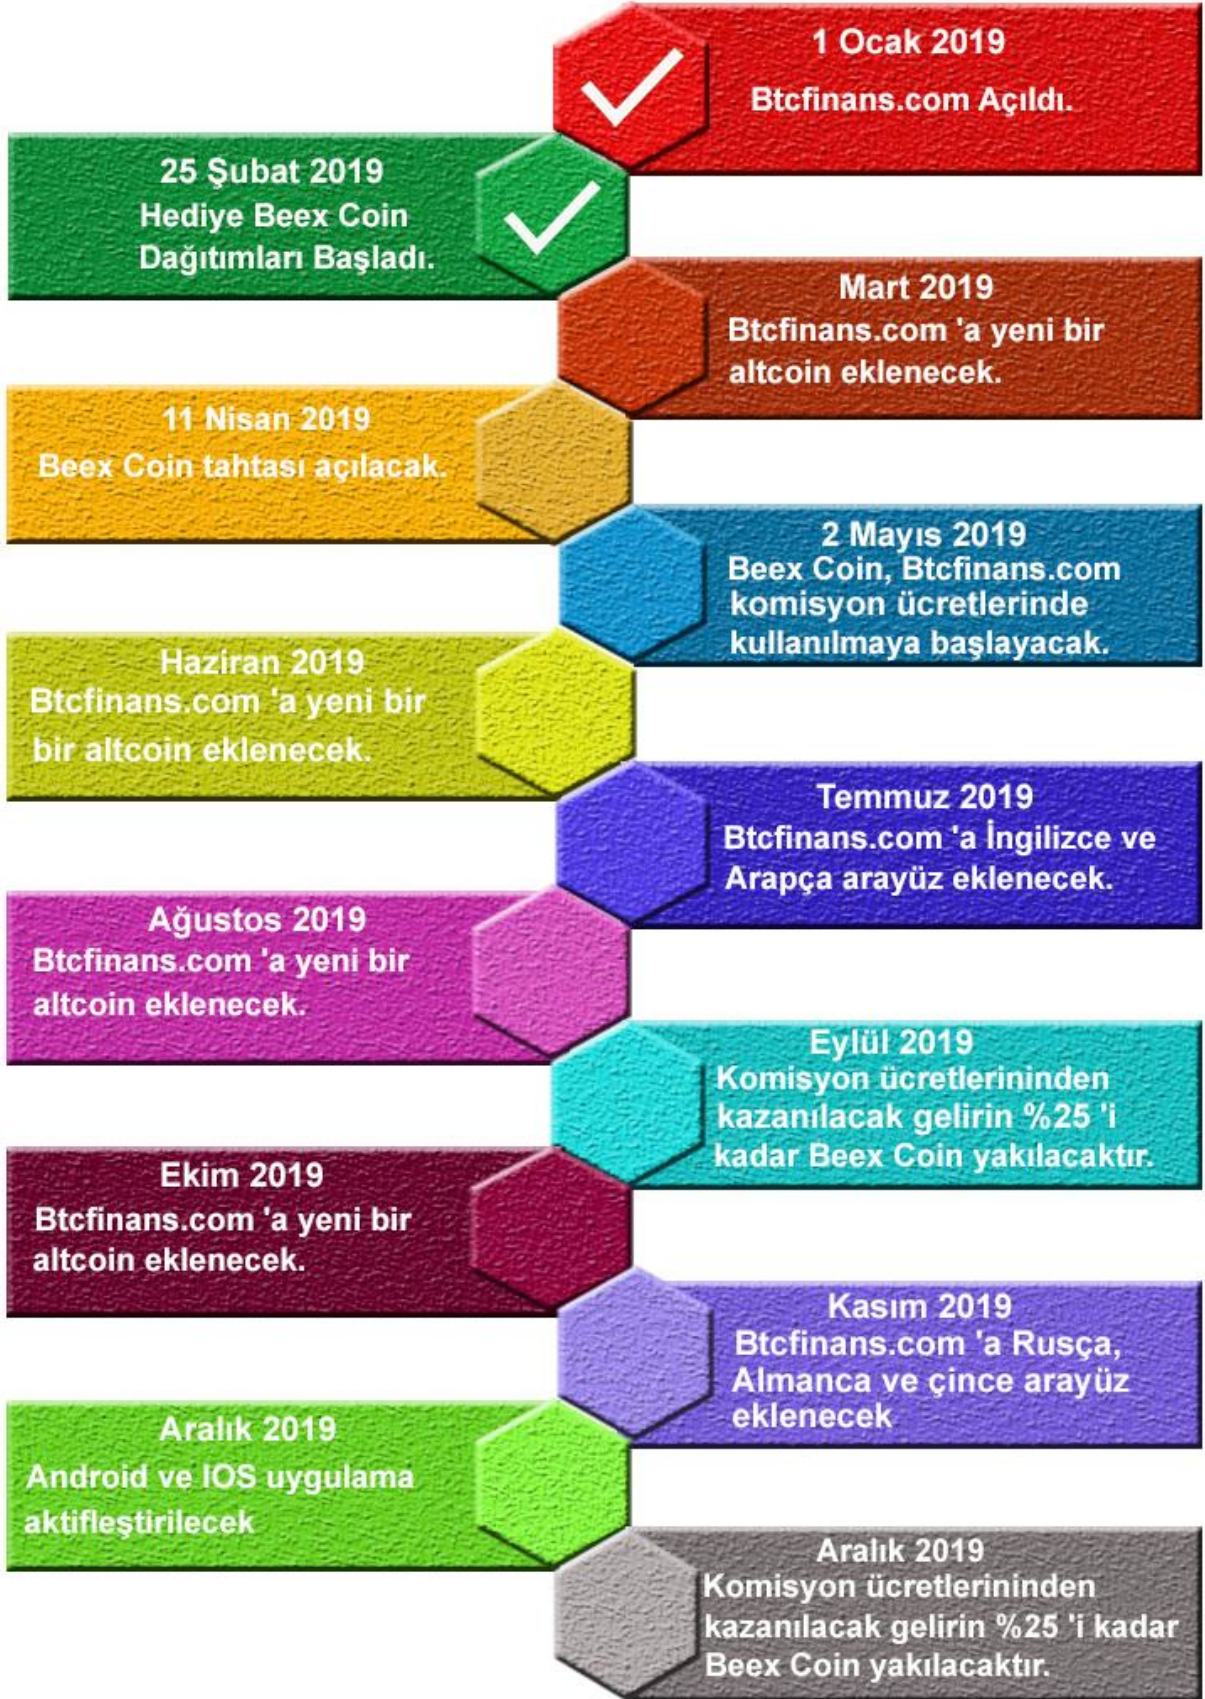 1 Ocak 2019
Btcfinans.com Açıldı.
25 Şubat 2019
Hediye Beex Coin
Dağıtımları Başladı.
Mart 2019
Btcfinans.com 'a yeni bir
altcoin eklenecek.
11 Nisan 2019
Beex Coin tahtası açılacak.
2 Mayıs 2019
Beex Coin, Btcfinans.com
komisyon ücretlerinde
kullanılmaya başlayacak.
Haziran 2019
Btcfinans.com 'a yeni bir
bir altcoin eklenecek.
Temmuz 2019
Btcfinans.com 'a İngilizce ve
Arapça arayüz eklenecek.
Ağustos 2019
Btcfinans.com 'a yeni bir
altcoin eklenecek.
Eylül 2019
Komisyon ücretlerininden
kazanılacak gelirin %25 'i
kadar Beex Coin yakılacaktır.
Ekim 2019
Btcfinans.com 'a yeni bir
altcoin eklenecek.
Kasım 2019
Btcfinans.com 'a Rusça,
Almanca ve çince arayüz
eklenecek
Aralık 2019
Android ve IOS uygulama
aktifleştirilecek
Aralık 2019
Komisyon ücretlerininden
kazanılacak gelirin %25 'i kadar
Beex Coin yakılacaktır.